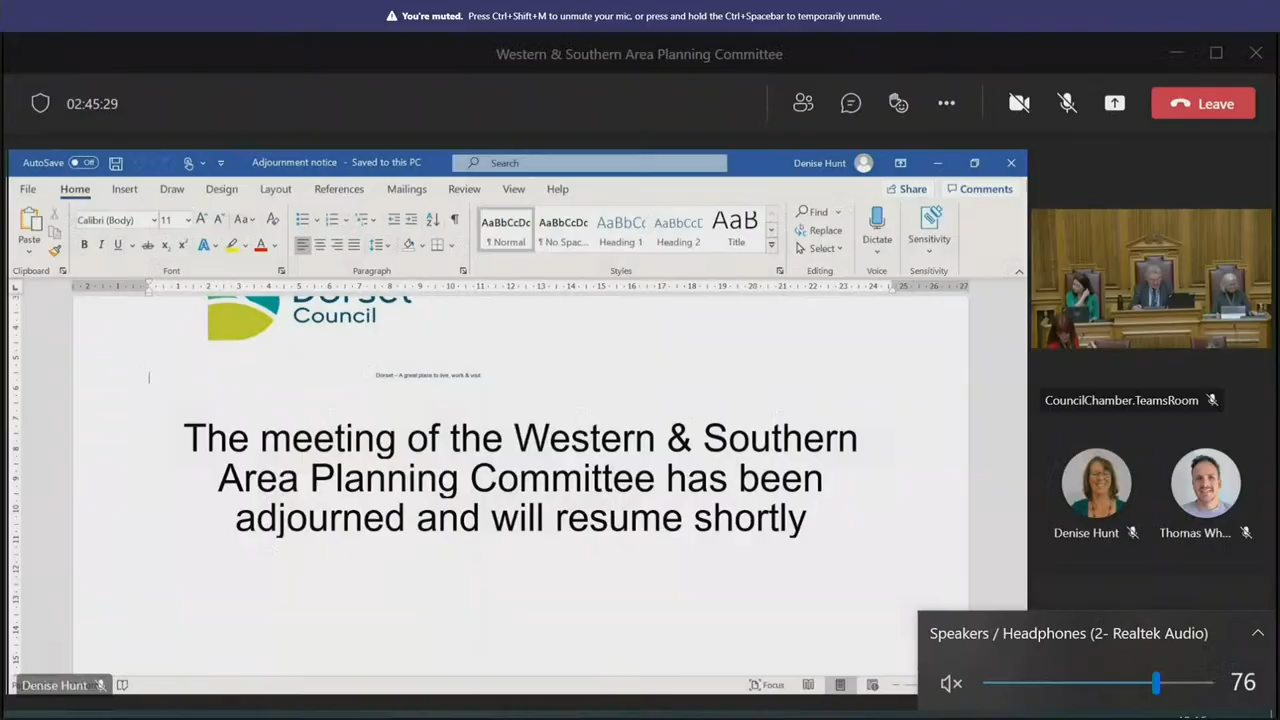 You're muted. Press Ctrl+Shift+M to unmute your mic, or press and hold the Ctrl+Spacebar to temporarily unmute.
Western & Southern Area Planning Committee
02:45:29
Leave
AutoSave Off
Adjournment notice - Saved to this PC
Search
Denise Hunt
File Home Insert Draw Design Layout References Mailings Review View Help
Share Comments
Paste
Calibri (Body) 11
AaBbCcDc AaBbCcDc AaBbCc AaBbCcD AaB
¶ Normal ¶ No Spac... Heading 1 Heading 2 Title
Find
Replace
Select
Dictate
Sensitivity
Clipboard Font Paragraph Styles Editing Voice Sensitivity
Dorset
Council
Dorset – A great place to live, work & visit
The meeting of the Western & Southern
Area Planning Committee has been
adjourned and will resume shortly
CouncilChamber.TeamsRoom
Denise Hunt
Thomas Wh...
Speakers / Headphones (2- Realtek Audio)
76
Denise Hunt
Focus